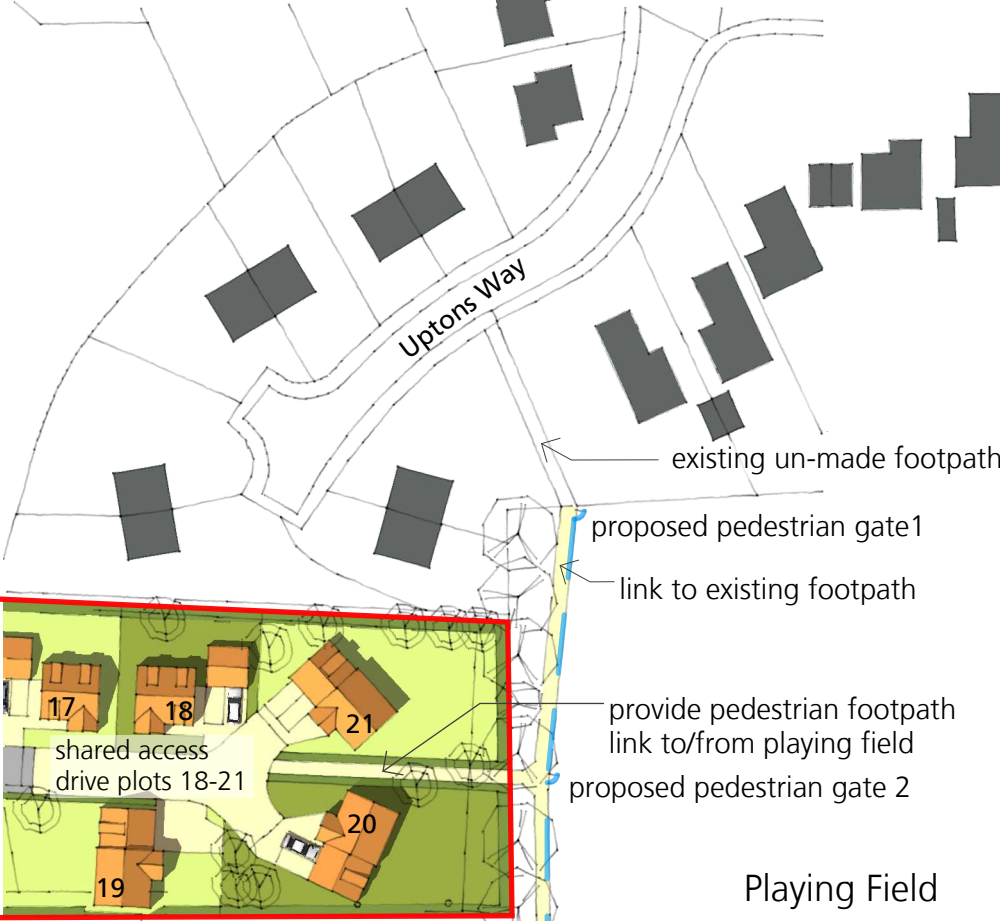 Uptons Way
existing un-made footpath
proposed pedestrian gate1
link to existing footpath
provide pedestrian footpath
link to/from playing field
proposed pedestrian gate 2
17
18
21
shared access
drive plots 18-21
20
19
Playing Field